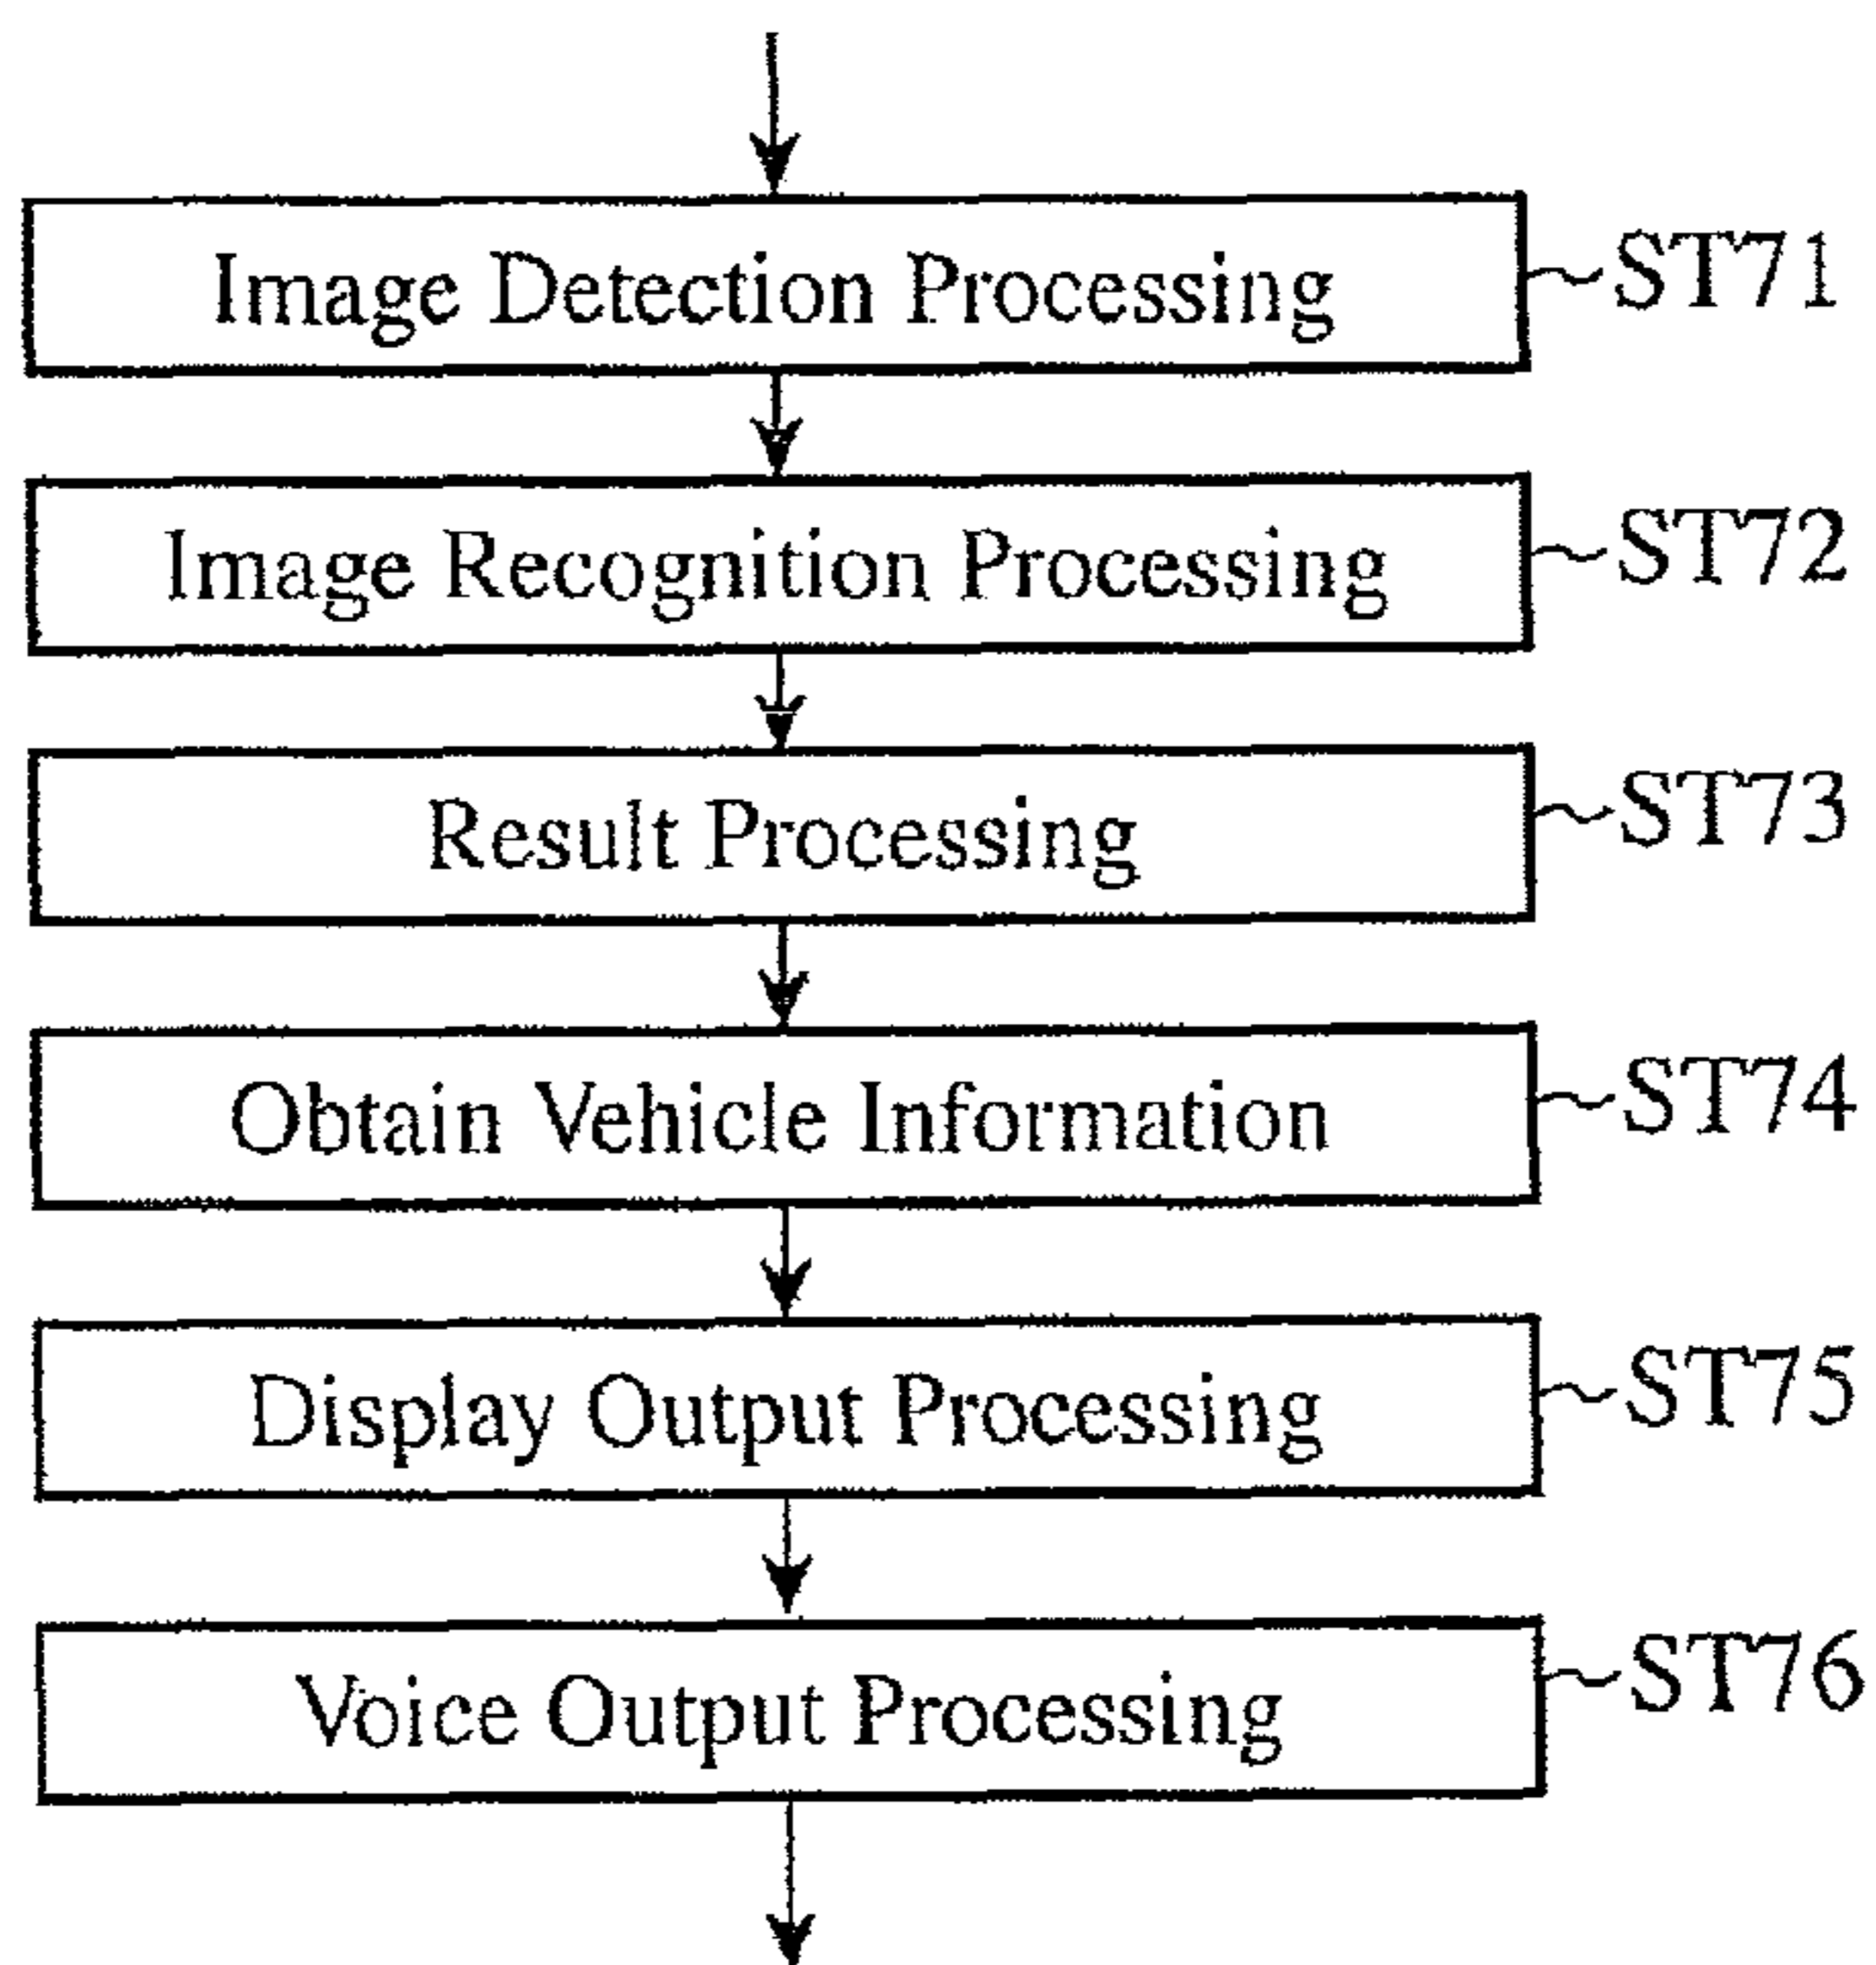 Image Detection Processing ST71
Image Recognition Processing ST72
Result Processing ST73
Obtain Vehicle Information ST74
Display Output Processing ST75
Voice Output Processing ST76